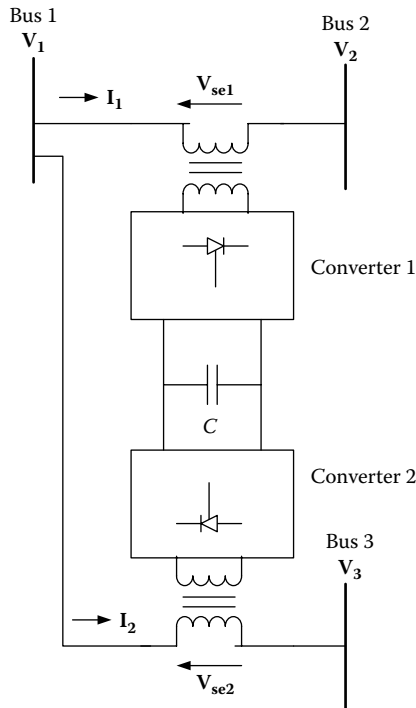 Bus 1
V1
I1
Vse1
Bus 2
V2
Converter 1
C
Converter 2
Bus 3
V3
I2
Vse2